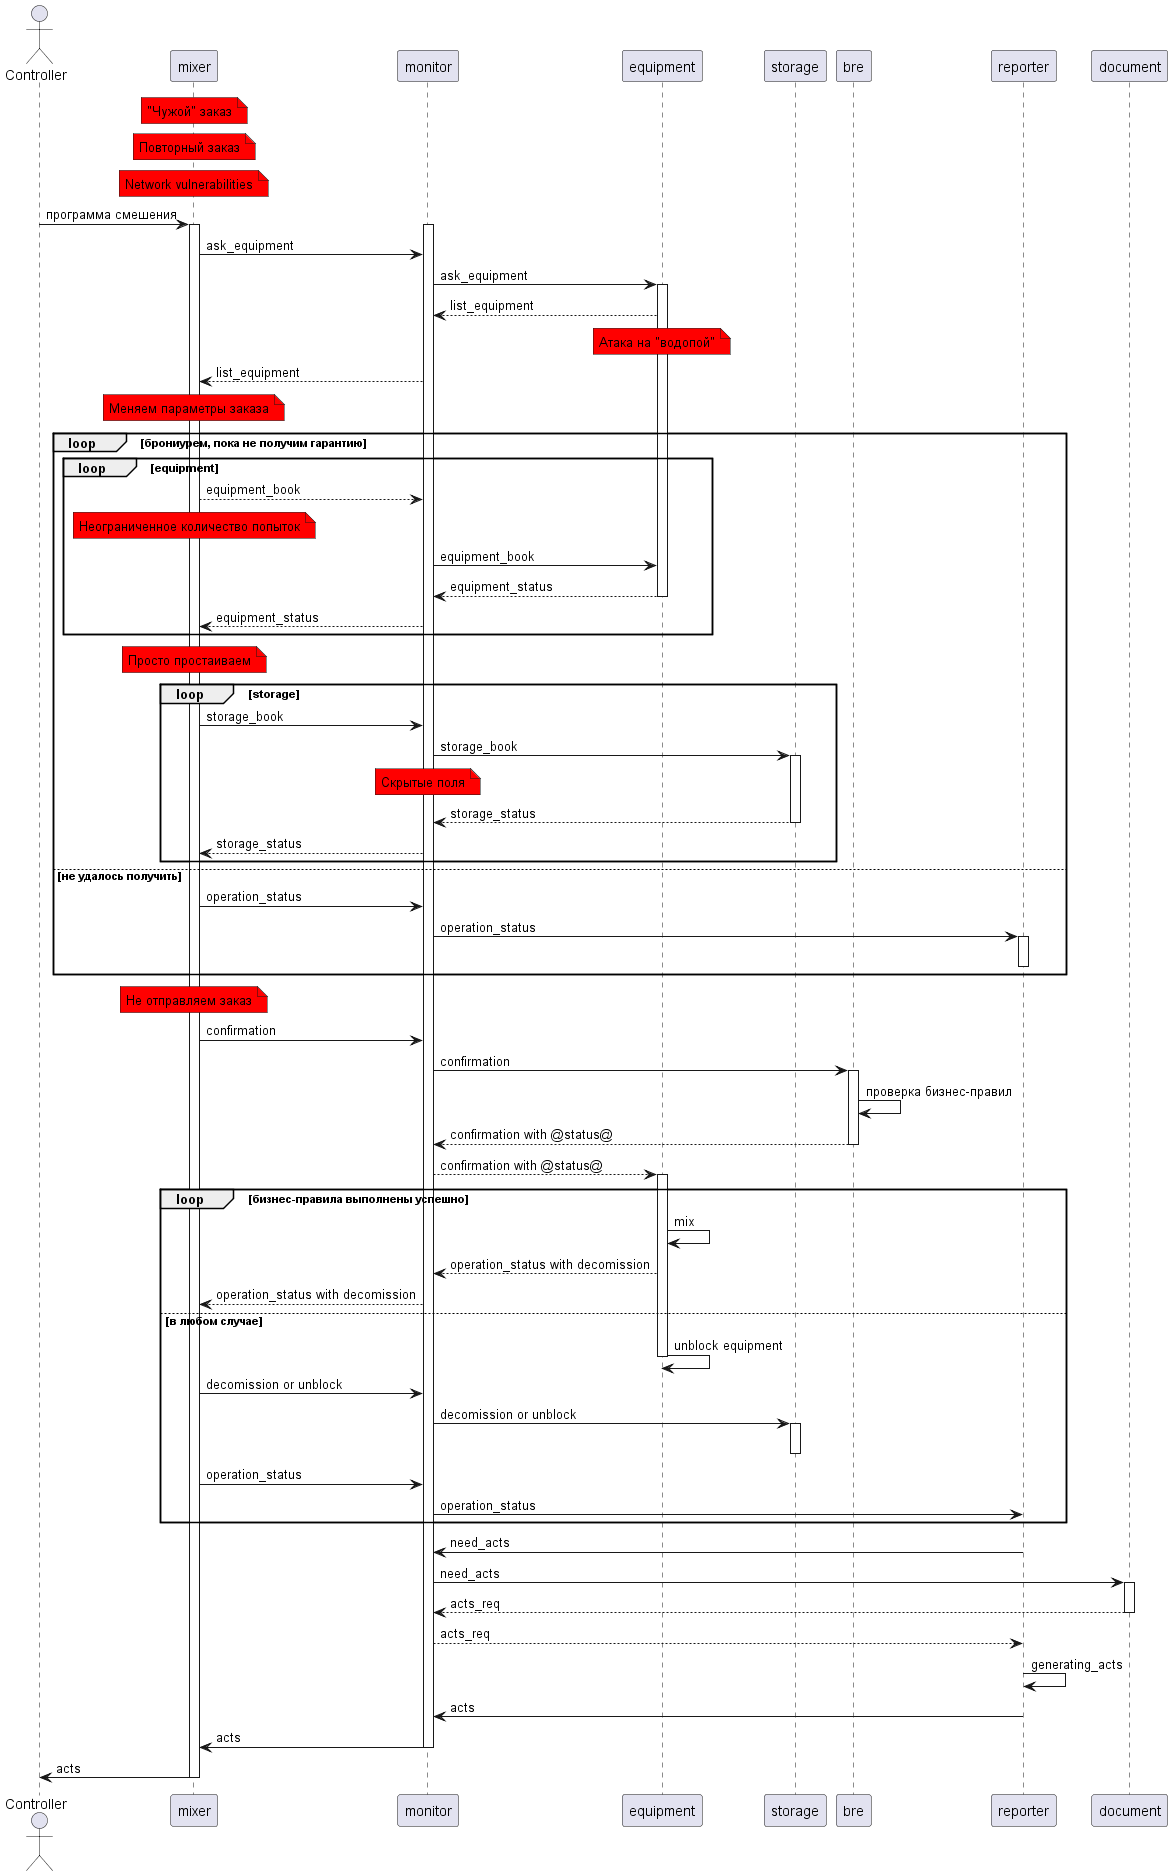 Controller
mixer
monitor
equipment
storage
bre
reporter
document
"Чужой" заказ
Повторный заказ
Network vulnerabilities
программа смешения
ask_equipment
ask_equipment
list_equipment
Атака на "водопой"
list_equipment
Меняем параметры заказа
loop [брониурем, пока не получим гарантию]
loop [equipment]
equipment_book
Неограниченное количество попыток
equipment_book
equipment_status
equipment_status
Просто простаиваем
loop [storage]
storage_book
storage_book
Скрытые поля
storage_status
storage_status
[не удалось получить]
operation_status
operation_status
Не отправляем заказ
confirmation
confirmation
проверка бизнес-правил
confirmation with @status@
confirmation with @status@
loop [бизнес-правила выполнены успешно]
mix
operation_status with decomission
operation_status with decomission
[в любом случае]
unblock equipment
decomission or unblock
decomission or unblock
operation_status
operation_status
need_acts
need_acts
acts_req
acts_req
generating_acts
acts
acts
acts
Controller
mixer
monitor
equipment
storage
bre
reporter
document